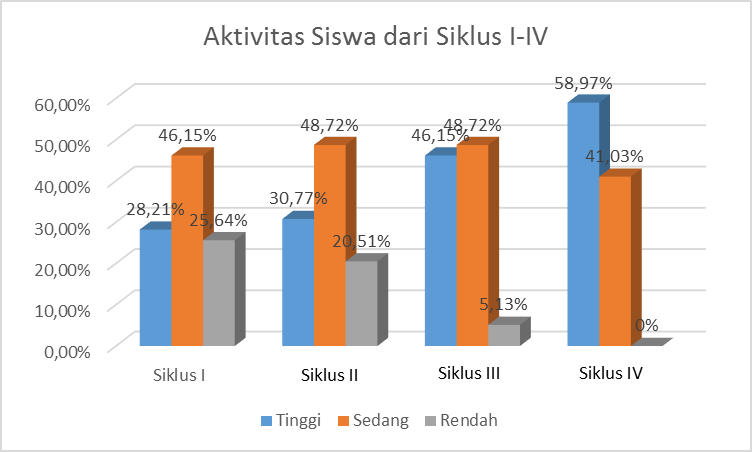 Aktivitas Siswa dari Siklus I-IV
60,00%
50,00%
40,00%
30,00%
20,00%
10,00%
0,00%
28,21%
46,15%
25,64%
30,77%
48,72%
20,51%
46,15%
48,72%
5,13%
58,97%
41,03%
0%
Siklus I
Siklus II
Siklus III
Siklus IV
Tinggi
Sedang
Rendah